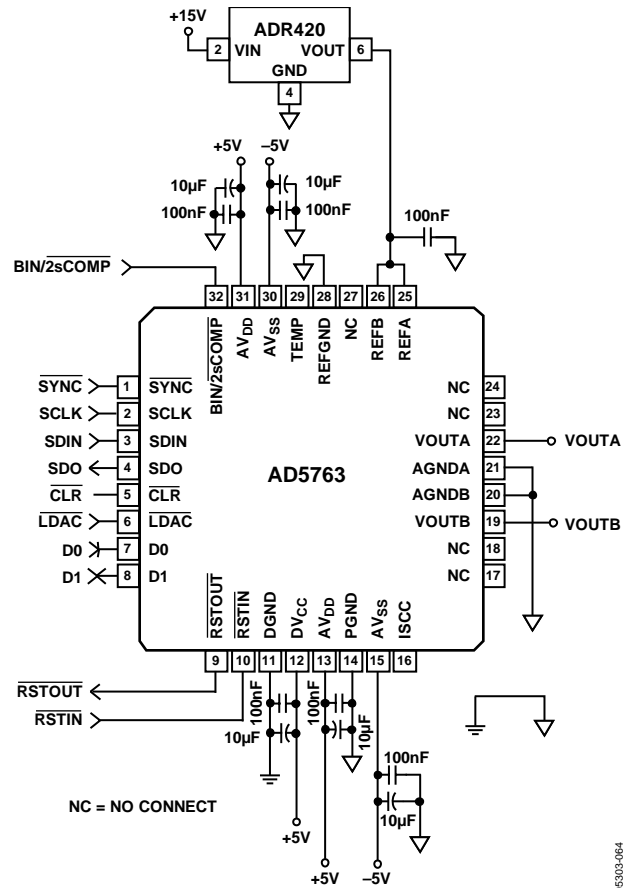 +15V
ADR420
2 VIN VOUT 6
GND
4
+5V –5V
10µF 10µF
100nF 100nF
100nF
BIN/2sCOMP
32 31 30 29 28 27 26 25
BIN/2sCOMP AVDD AVSS TEMP REFGND NC REFB REFA
SYNC 1 SYNC
SCLK 2 SCLK
SDIN 3 SDIN
SDO 4 SDO
CLR 5 CLR
LDAC 6 LDAC
D0 7 D0
D1 8 D1
AD5763
NC 24
NC 23
VOUTA 22 VOUTA
AGNDA 21
AGNDB 20
VOUTB 19 VOUTB
NC 18
NC 17
RSTOUT RSTIN DGND DVCC AVDD PGND AVSS ISCC
9 10 11 12 13 14 15 16
RSTOUT
RSTIN
100nF 100nF
10µF 10µF
100nF
10µF
NC = NO CONNECT
+5V
+5V –5V
05303-064